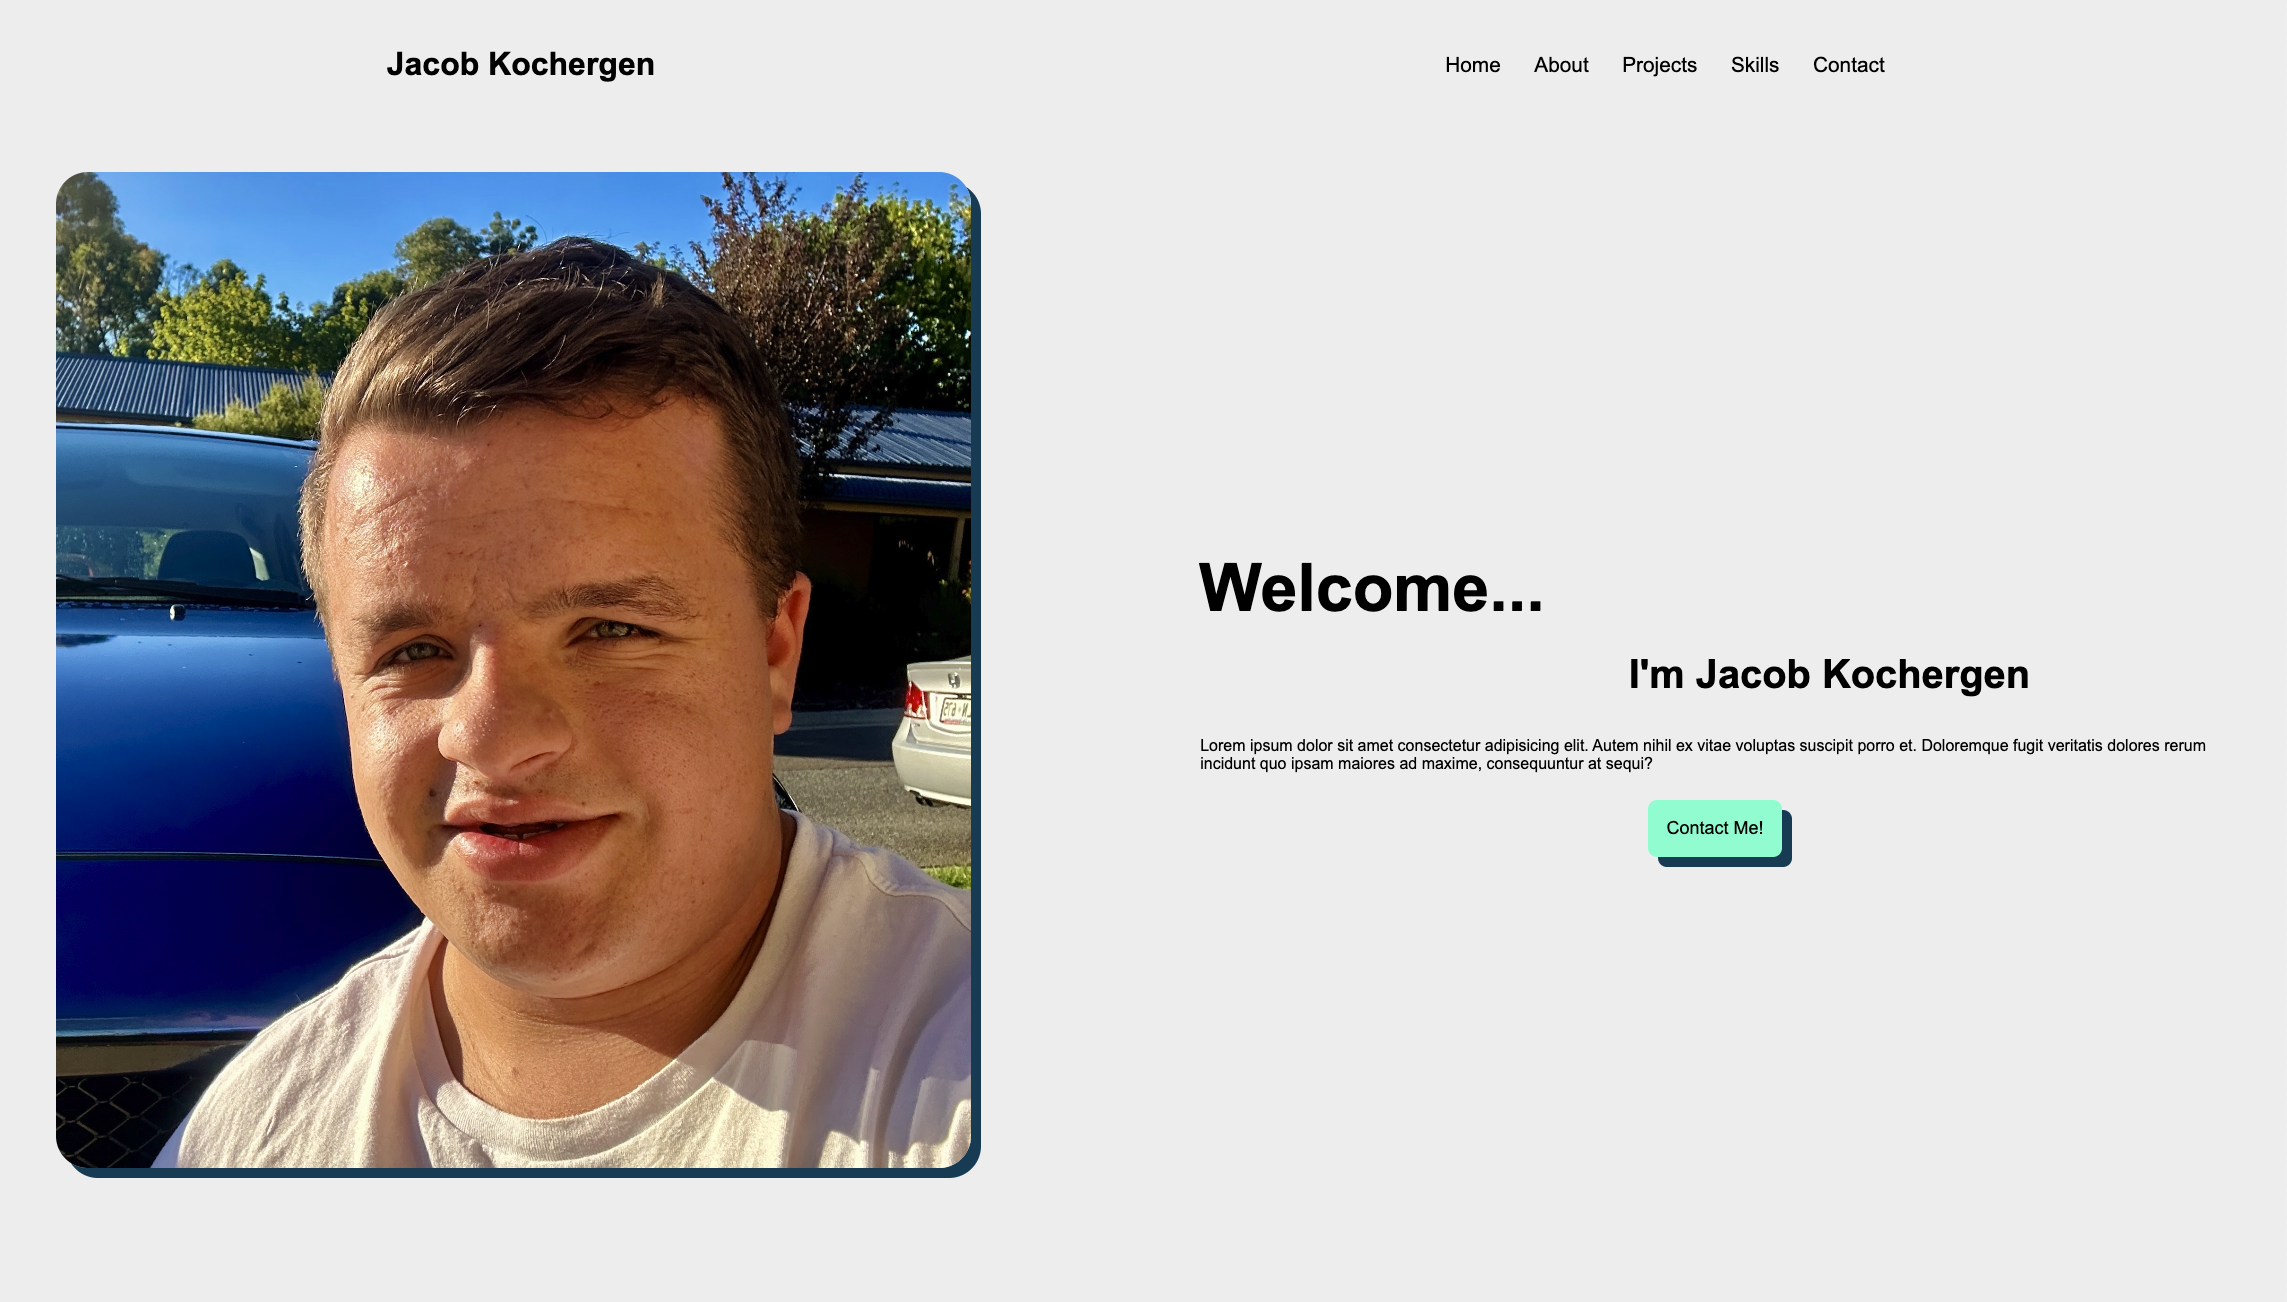 Jacob Kochergen
Home About Projects Skills Contact
Welcome...
I'm Jacob Kochergen
Lorem ipsum dolor sit amet consectetur adipisicing elit. Autem nihil ex vitae voluptas suscipit porro et. Doloremque fugit veritatis dolores rerum
incidunt quo ipsam maiores ad maxime, consequuntur at sequi?
Contact Me!